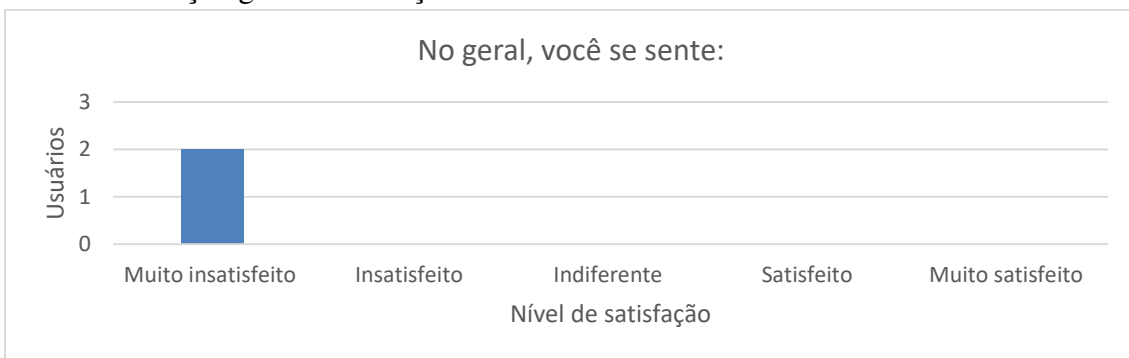 No geral, você se sente:
3
2
1
0
Usuários
Muito insatisfeito Insatisfeito Indiferente Satisfeito Muito satisfeito
Nível de satisfação